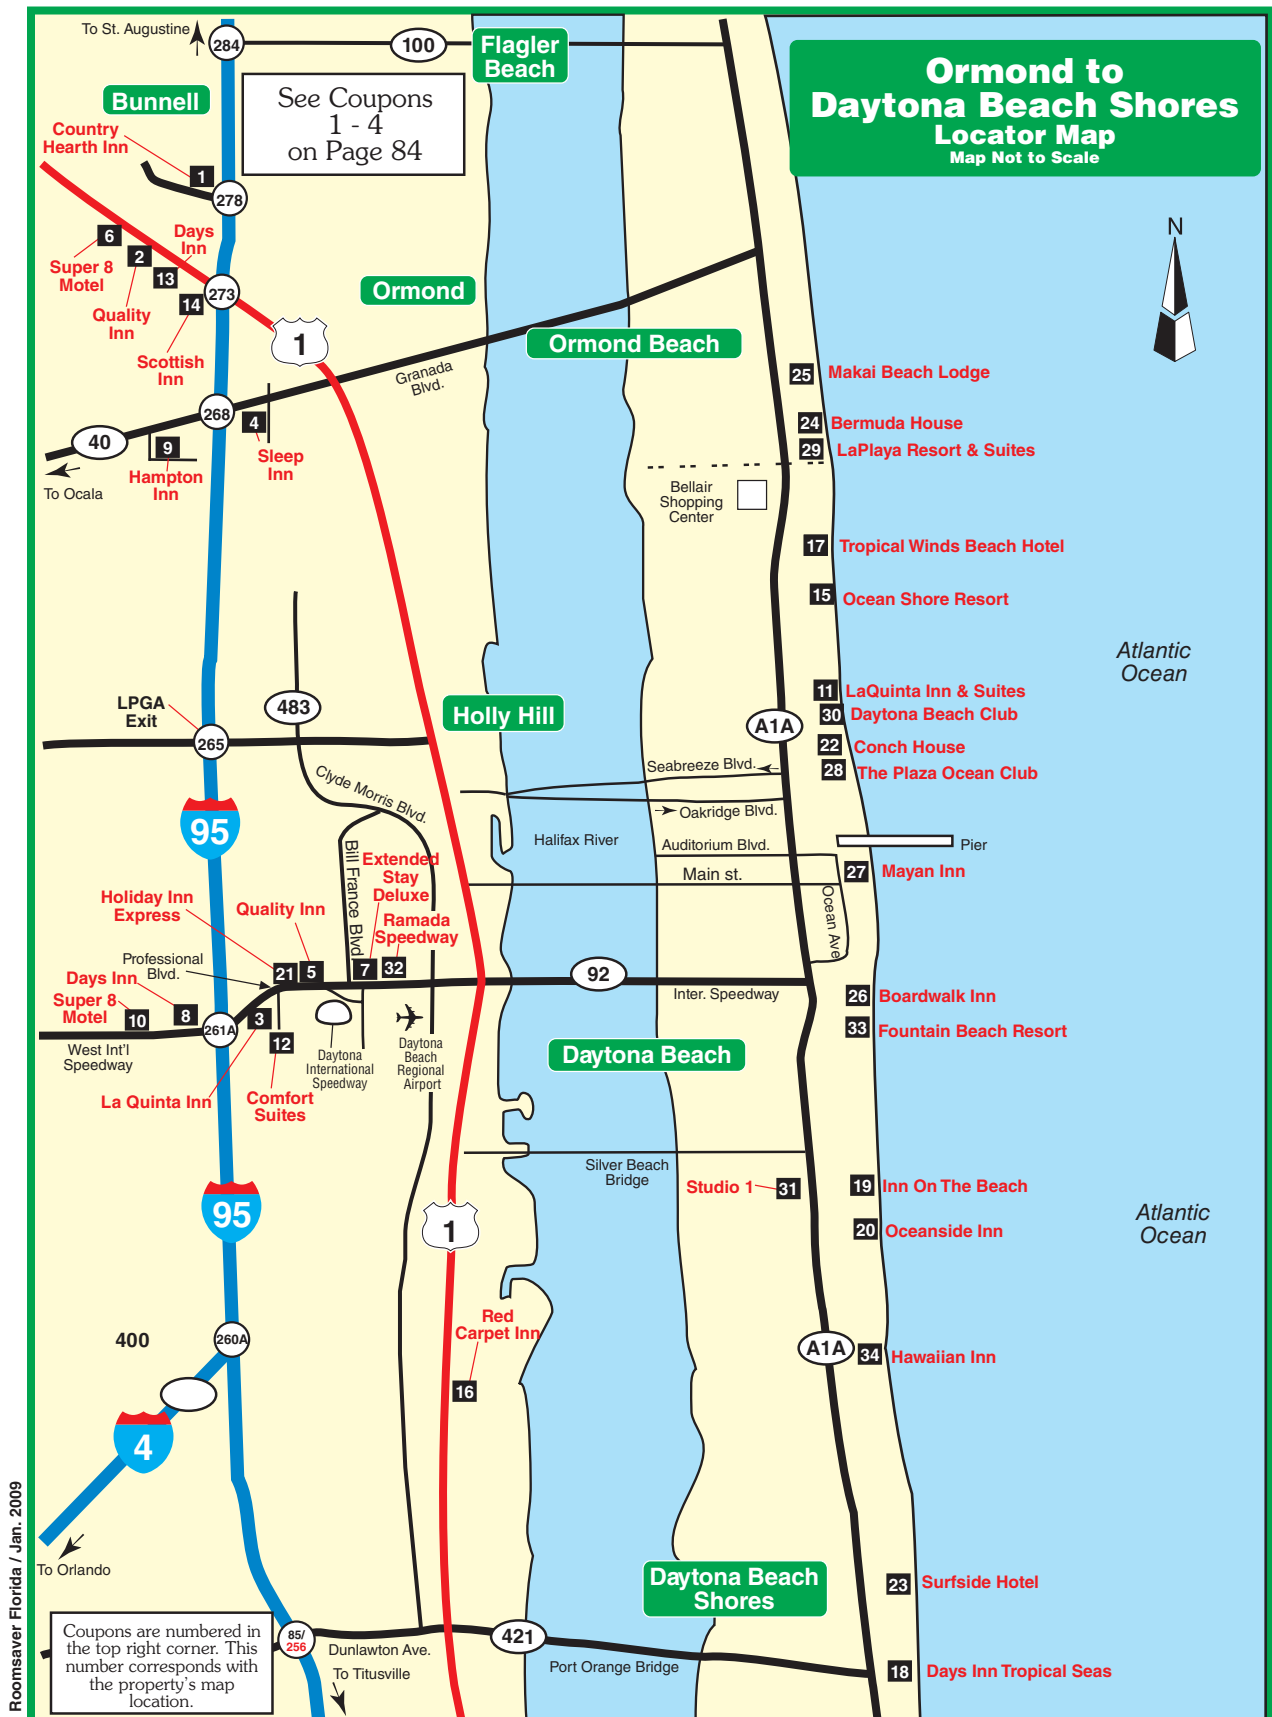 To St. Augustine
284
100
Flagler
Beach
Ormond to
Daytona Beach Shores
Locator Map
Map Not to Scale
Bunnell
See Coupons
1 - 4
on Page 84
Country
Hearth Inn
1
278
N
6
Super 8
Motel
2
Quality
Inn
Days
Inn
13
14
Scottish
Inn
273
1
Ormond
Ormond Beach
Granada
Blvd.
25 Makai Beach Lodge
268
40
To Ocala
9
Hampton
Inn
4
Sleep
Inn
24 Bermuda House
29 LaPlaya Resort & Suites
Bellair
Shopping
Center
17 Tropical Winds Beach Hotel
15 Ocean Shore Resort
Atlantic
Ocean
LPGA
Exit
265
483
Holly Hill
A1A
11 LaQuinta Inn & Suites
30 Daytona Beach Club
22 Conch House
28 The Plaza Ocean Club
Seabreeze Blvd.
Oakridge Blvd.
Clyde Morris Blvd.
95
Halifax River
Auditorium Blvd.
Pier
Main st.
27 Mayan Inn
Ocean Ave
Bill France Blvd
Extended
Stay
Deluxe
Ramada
Speedway
Holiday Inn
Express
Quality Inn
Professional
Blvd.
21
5
7
32
92
Inter. Speedway
26 Boardwalk Inn
33 Fountain Beach Resort
Days Inn
Super 8
Motel
10
8
261A
3
12
West Int'l
Speedway
La Quinta Inn
Comfort
Suites
Daytona
International
Speedway
Daytona
Beach
Regional
Airport
Daytona Beach
Silver Beach
Bridge
Studio 1
31
19 Inn On The Beach
20 Oceanside Inn
Atlantic
Ocean
95
1
Red
Carpet Inn
16
400
260A
4
To Orlando
A1A
34 Hawaiian Inn
Daytona Beach
Shores
23 Surfside Hotel
Coupons are numbered in
the top right corner. This
number corresponds with
the property's map
location.
85/
256
Dunlawton Ave.
To Titusville
421
Port Orange Bridge
18 Days Inn Tropical Seas
Roomsaver Florida / Jan. 2009